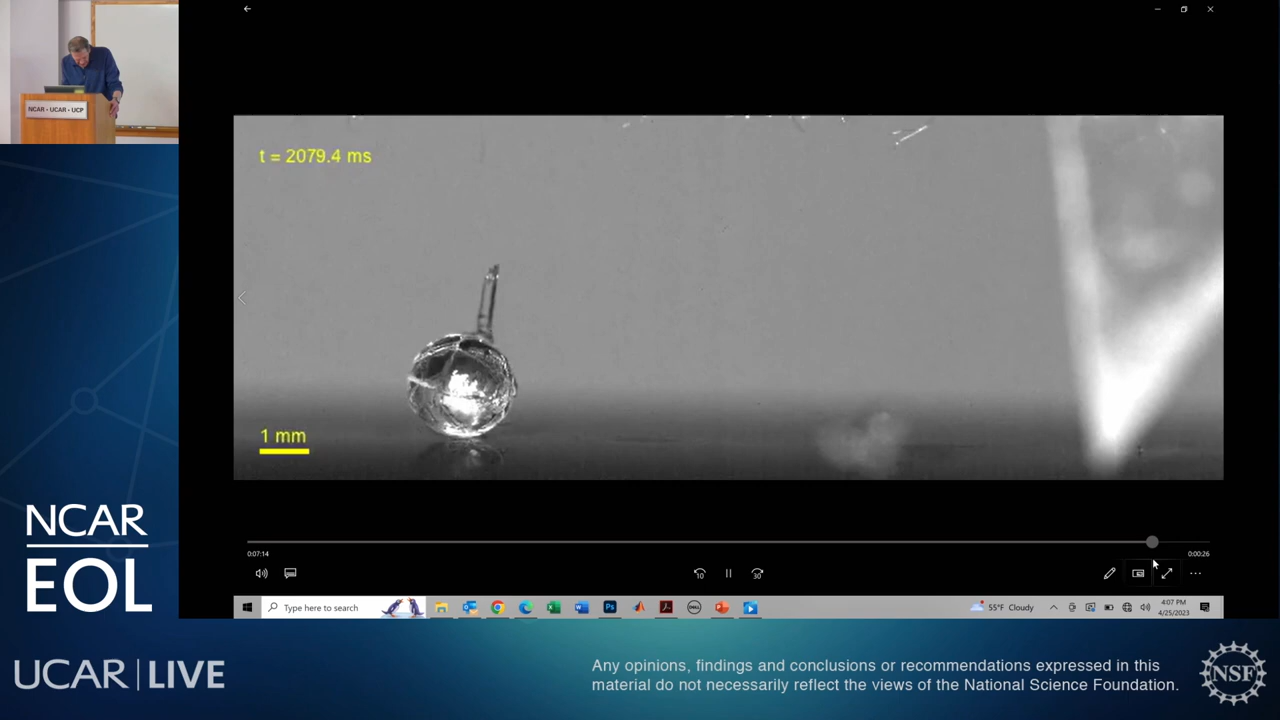 NCAR • UCAR • UCP
t = 2079.4 ms
1 mm
0:07:14
0:00:26
10
30
Type here to search
55°F Cloudy
4:07 PM
4/25/2023
NCAR
EOL
UCAR | LIVE
Any opinions, findings and conclusions or recommendations expressed in this
material do not necessarily reflect the views of the National Science Foundation.
NSF